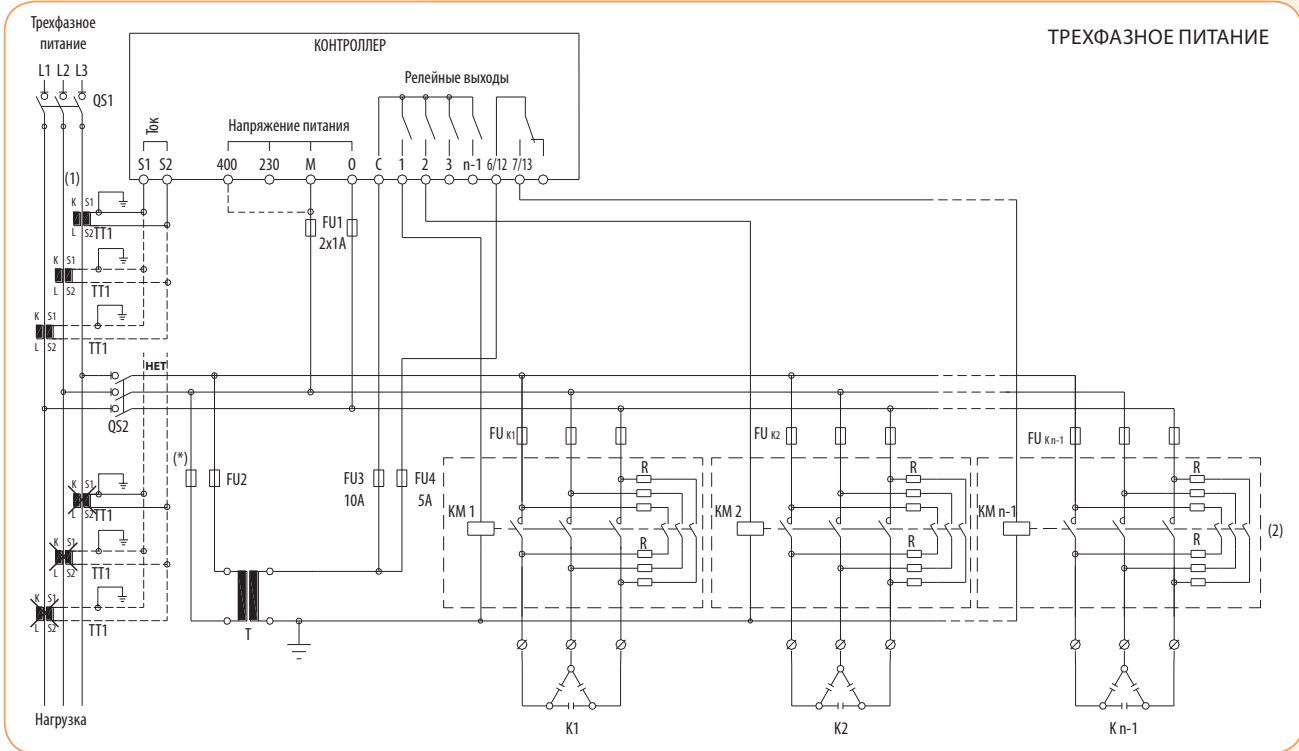 Трехфазное
питание
ТРЕХФАЗНОЕ ПИТАНИЕ
КОНТРОЛЛЕР
L1 L2 L3
QS1
Релейные выходы
Ток
Напряжение питания
S1 S2 400 230 M 0 C 1 2 3 n-1 6/12 7/13
(1)
K S1
L S2 TT1
FU1
2x1A
K S1
L S2 TT1
K S1
L S2 TT1
НЕТ
QS2
(*)
FU2
FU3
10A
FU4
5A
FU K1
FU K2
FU K n-1
R
R
R
KM 1
KM 2
KM n-1
(2)
R
R
R
K S1
L S2 TT1
K S1
L S2 TT1
K S1
L S2 TT1
T
Нагрузка
K1
K2
K n-1